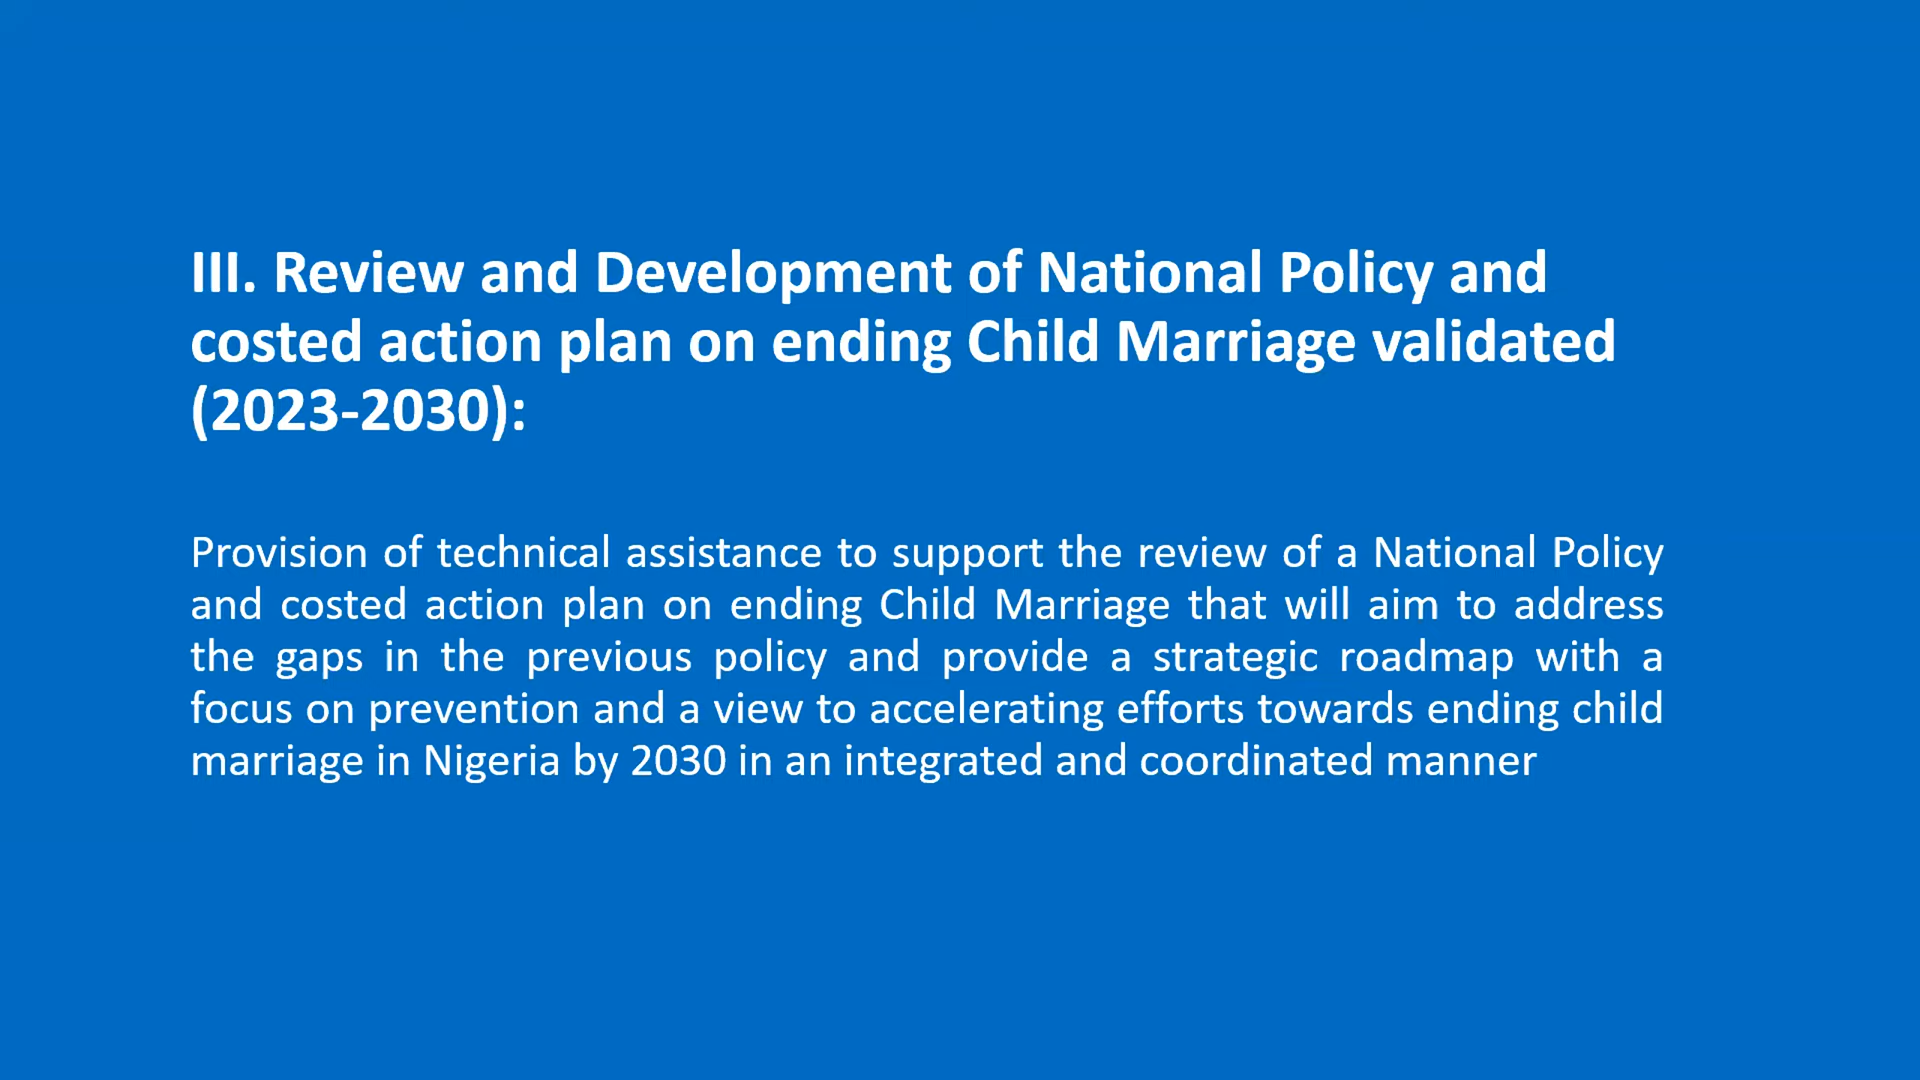 III. Review and Development of National Policy and
costed action plan on ending Child Marriage validated
(2023-2030):
Provision of technical assistance to support the review of a National Policy
and costed action plan on ending Child Marriage that will aim to address
the gaps in the previous policy and provide a strategic roadmap with a
focus on prevention and a view to accelerating efforts towards ending child
marriage in Nigeria by 2030 in an integrated and coordinated manner